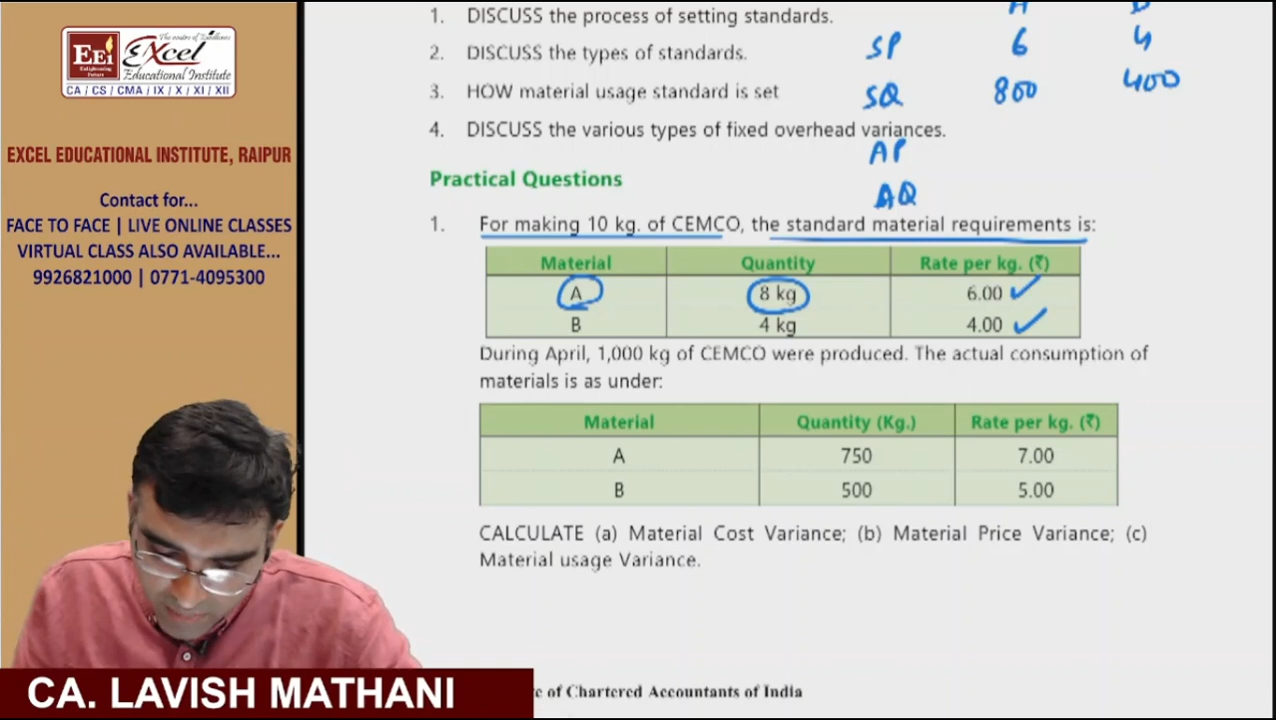 The centre of Excellence
EEi Excel
Enlightening Future
Educational Institute
CA / CS / CMA / IX / X / XI / XII
EXCEL EDUCATIONAL INSTITUTE, RAIPUR
Contact for...
FACE TO FACE | LIVE ONLINE CLASSES
VIRTUAL CLASS ALSO AVAILABLE...
9926821000 | 0771-4095300
1. DISCUSS the process of setting standards.
2. DISCUSS the types of standards.
3. HOW material usage standard is set
4. DISCUSS the various types of fixed overhead variances.
SP 6 4
SQ 800 400
AP
AQ
Practical Questions
1. For making 10 kg. of CEMCO, the standard material requirements is:
Material Quantity Rate per kg. (₹)
A 8 kg 6.00
B 4 kg 4.00
During April, 1,000 kg of CEMCO were produced. The actual consumption of
materials is as under:
Material Quantity (Kg.) Rate per kg. (₹)
A 750 7.00
B 500 5.00
CALCULATE (a) Material Cost Variance; (b) Material Price Variance; (c)
Material usage Variance.
CA. LAVISH MATHANI
of Chartered Accountants of India